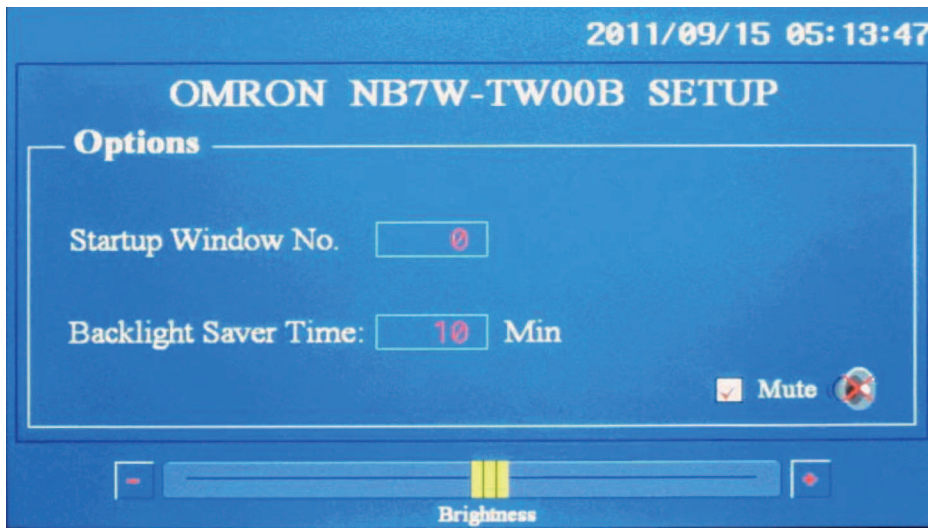 2011/09/15 05:13:47
OMRON NB7W-TW00B SETUP
Options
Startup Window No. 0
Backlight Saver Time: 10 Min
Mute
- +
Brightness